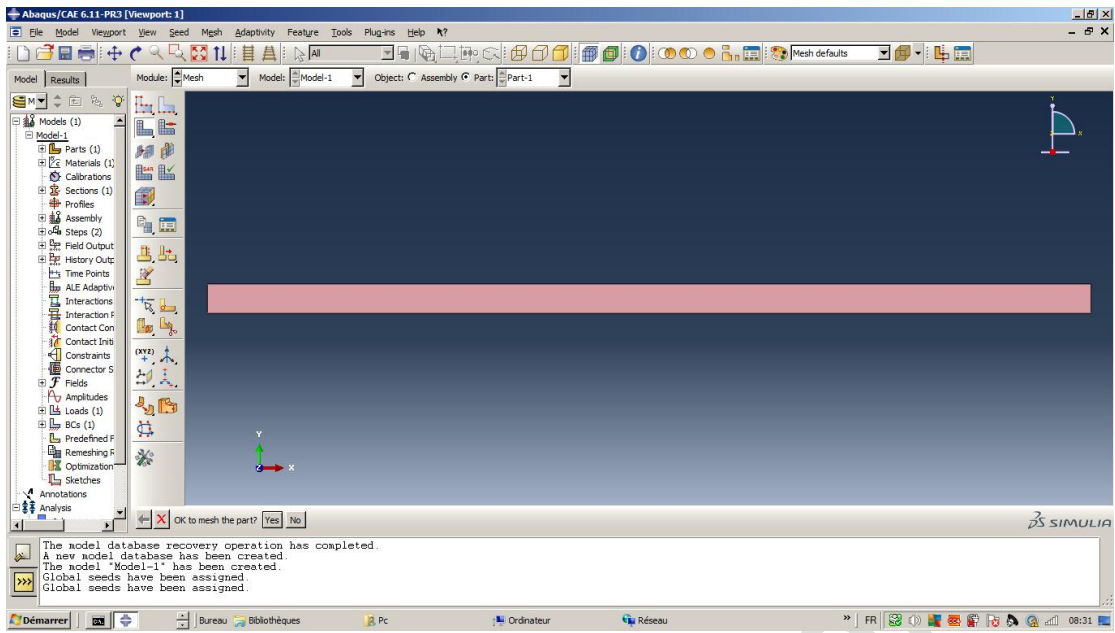 Abaqus/CAE 6.11-PR3 [Viewport: 1]
File Model Viewport View Seed Mesh Adaptivity Feature Tools Plug-ins Help
All Mesh defaults
Model Results Module: Mesh Model: Model-1 Object: Assembly Part: Part-1
M
Models (1)
Model-1
Parts (1)
Materials (1)
Calibrations
Sections (1)
Profiles
Assembly
Steps (2)
Field Output
History Outp
Time Points
ALE Adaptiv
Interactions
Interaction P
Contact Con
Contact Initi
Constraints
Connector S
Fields
Amplitudes
Loads (1)
BCs (1)
Predefined F
Remeshing R
Optimization
Sketches
Annotations
Analysis
(XYZ)
Y
X
Y
Z X
OK to mesh the part? Yes No
SIMULIA
The model database recovery operation has completed.
A new model database has been created.
The model "Model-1" has been created.
Global seeds have been assigned.
Global seeds have been assigned.
Démarrer Bureau Bibliothèques Pc Ordinateur Réseau FR 08:31